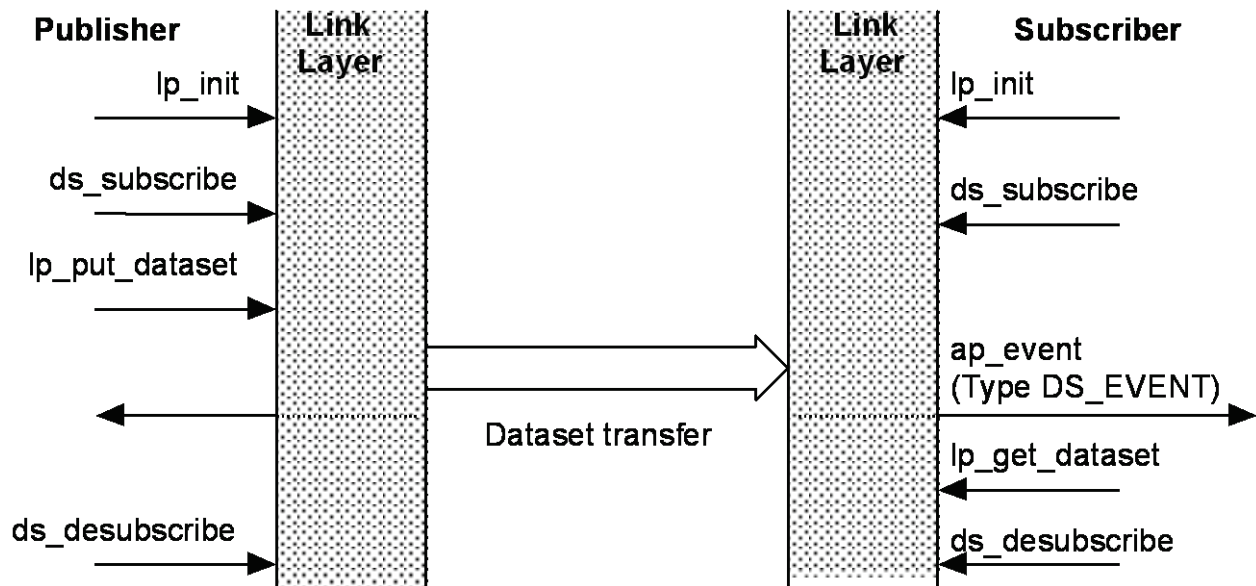 Publisher
Link
Layer
Link
Layer
Subscriber
lp_init
lp_init
ds_subscribe
ds_subscribe
lp_put_dataset
ap_event
(Type DS_EVENT)
Dataset transfer
lp_get_dataset
ds_desubscribe
ds_desubscribe